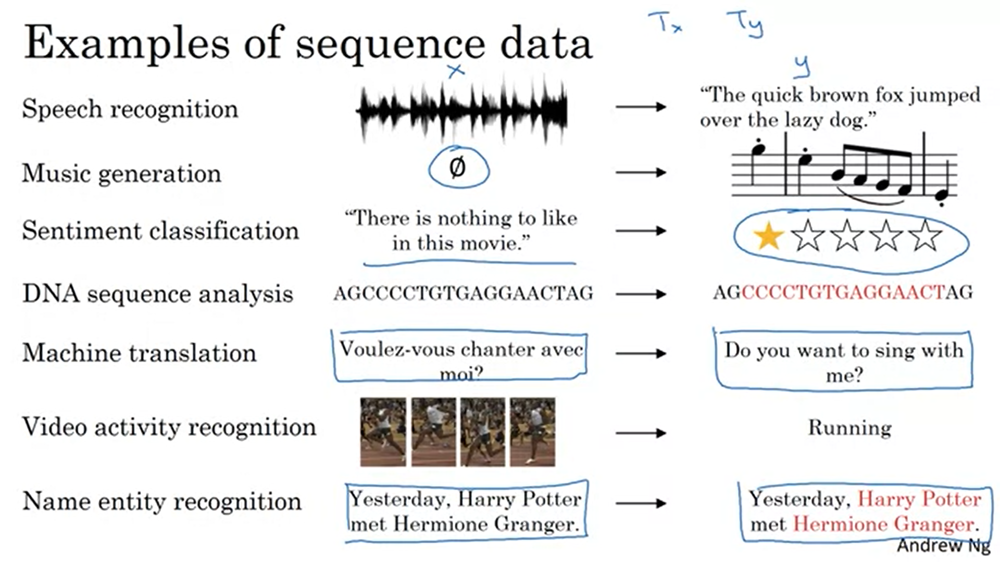 Examples of sequence data
Tx Ty
x
y
Speech recognition
“The quick brown fox jumped
over the lazy dog.”
Music generation
Ø
Sentiment classification
“There is nothing to like
in this movie.”
DNA sequence analysis
AGCCCCTGTGAGGAACTAG
AGCCCCTGTGAGGAACTAG
Machine translation
Voulez-vous chanter avec
moi?
Do you want to sing with
me?
Video activity recognition
Running
Name entity recognition
Yesterday, Harry Potter
met Hermione Granger.
Yesterday, Harry Potter
met Hermione Granger.
Andrew Ng